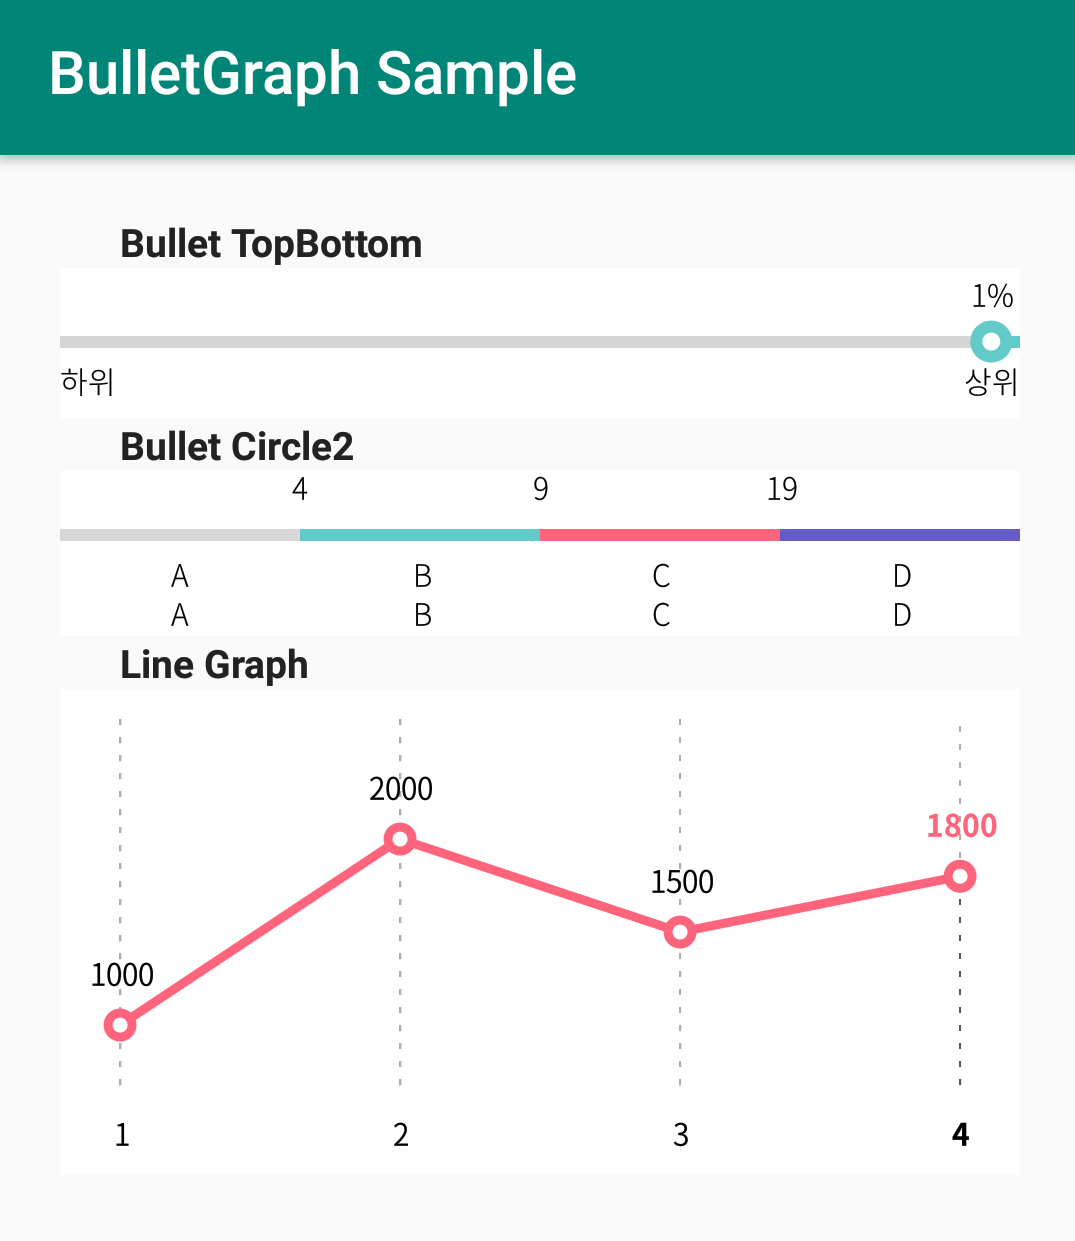 BulletGraph Sample
Bullet TopBottom
1%
하위 상위
Bullet Circle2
4 9 19
A B C D
A B C D
Line Graph
2000
1800
1500
1000
1 2 3 4